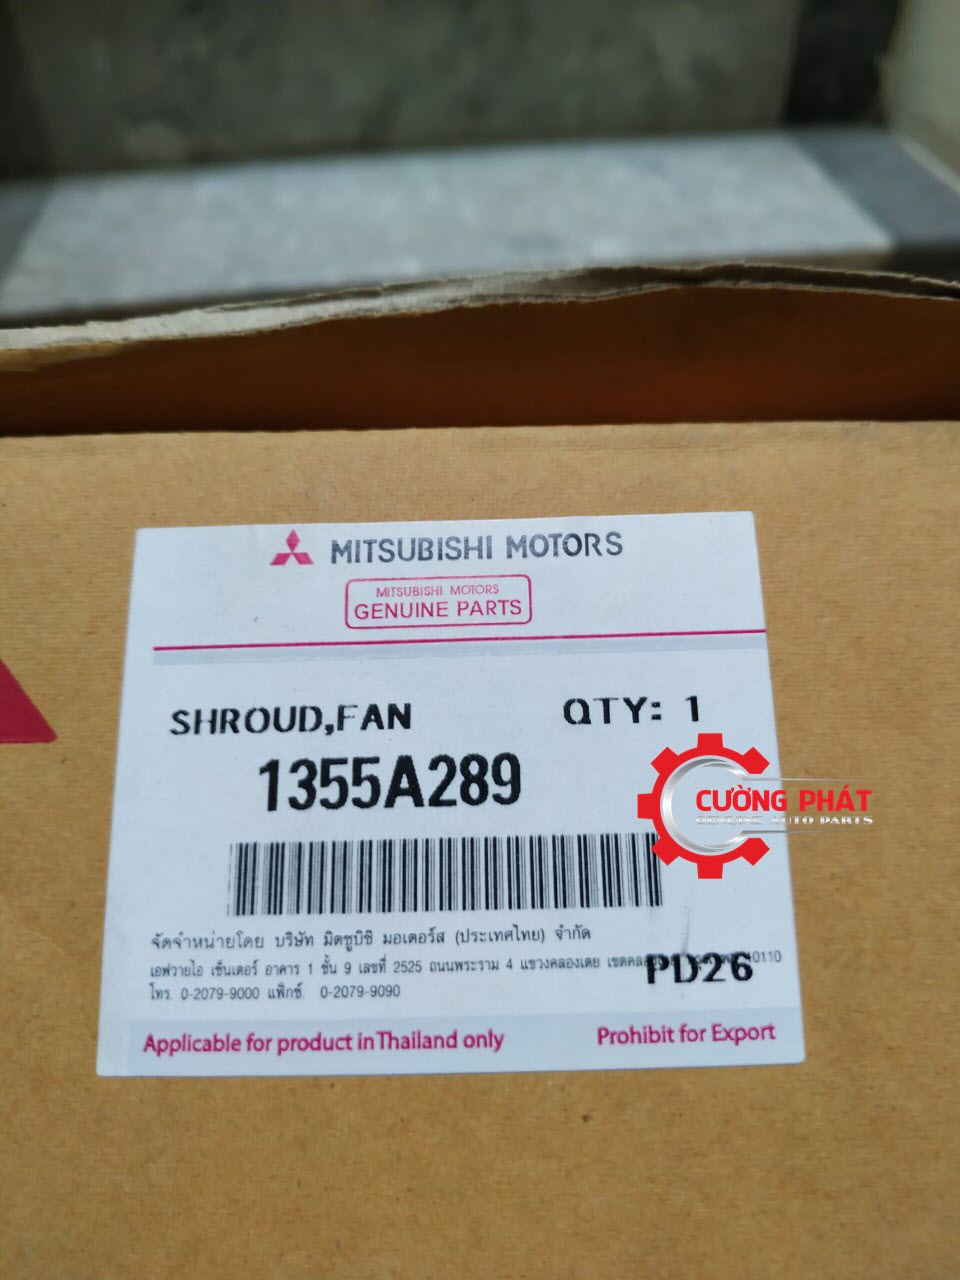 MITSUBISHI MOTORS
MITSUBISHI MOTORS
GENUINE PARTS
SHROUD,FAN QTY: 1
1355A289
CƯỜNG PHÁT
GENUINE AUTO PARTS
จัดจำหน่ายโดย บริษัท มิตซูบิชิ มอเตอร์ส (ประเทศไทย) จำกัด
เอฟวายไอ เซ็นเตอร์ อาคาร 1 ชั้น 9 เลขที่ 2525 ถนนพระราม 4 แขวงคลองเตย 10110
PD26
โทร. 0-2079-9000 แฟ็กซ์. 0-2079-9090
Applicable for product in Thailand only Prohibit for Export